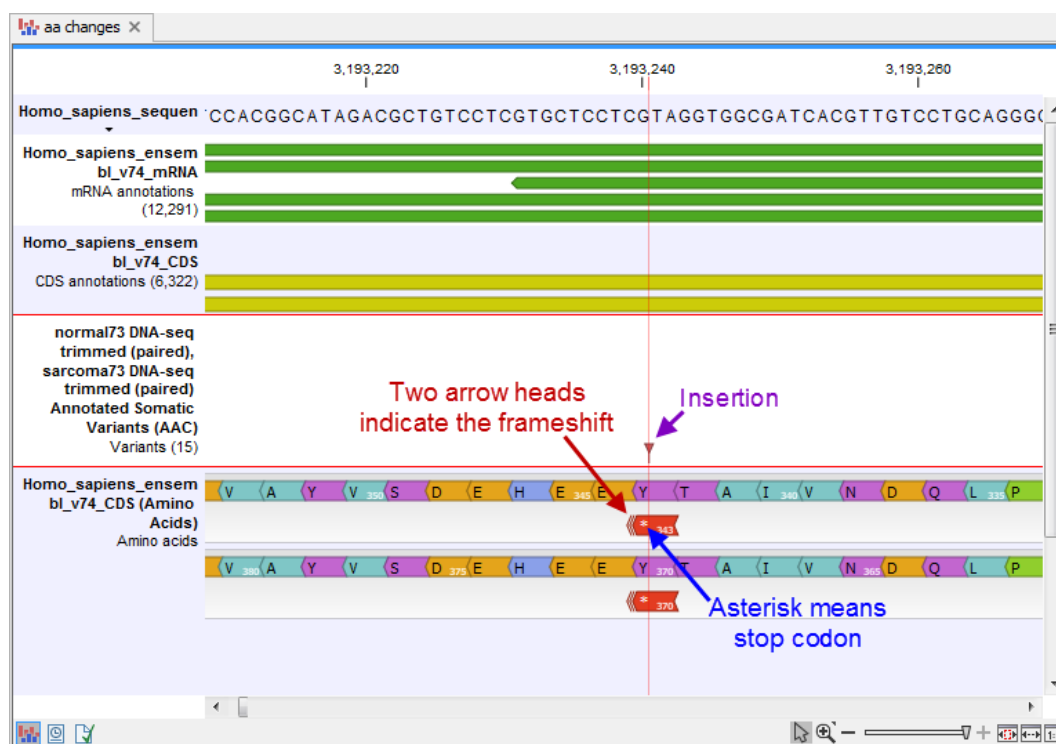 aa changes
3,193,220 3,193,240 3,193,260
Homo_sapiens_sequen
CCACGGCATAGACGCTGTCCTCGTGCTCCTCGTAGGTGGCGATCACGTTGTCCTGCAGGG
Homo_sapiens_ensem
bl_v74_mRNA
mRNA annotations
(12,291)
Homo_sapiens_ensem
bl_v74_CDS
CDS annotations (6,322)
normal73 DNA-seq
trimmed (paired),
sarcoma73 DNA-seq
trimmed (paired)
Annotated Somatic
Variants (AAC)
Variants (15)
Two arrow heads
indicate the frameshift
Insertion
Homo_sapiens_ensem
bl_v74_CDS (Amino
Acids)
Amino acids
V A Y V 350 S D E H E 345 E Y T A I 340 V N D Q L 335 P
* 343
V 380 A Y V S D 375 E H E E Y 370 T A I V N 365 D Q L P
* 370
Asterisk means
stop codon